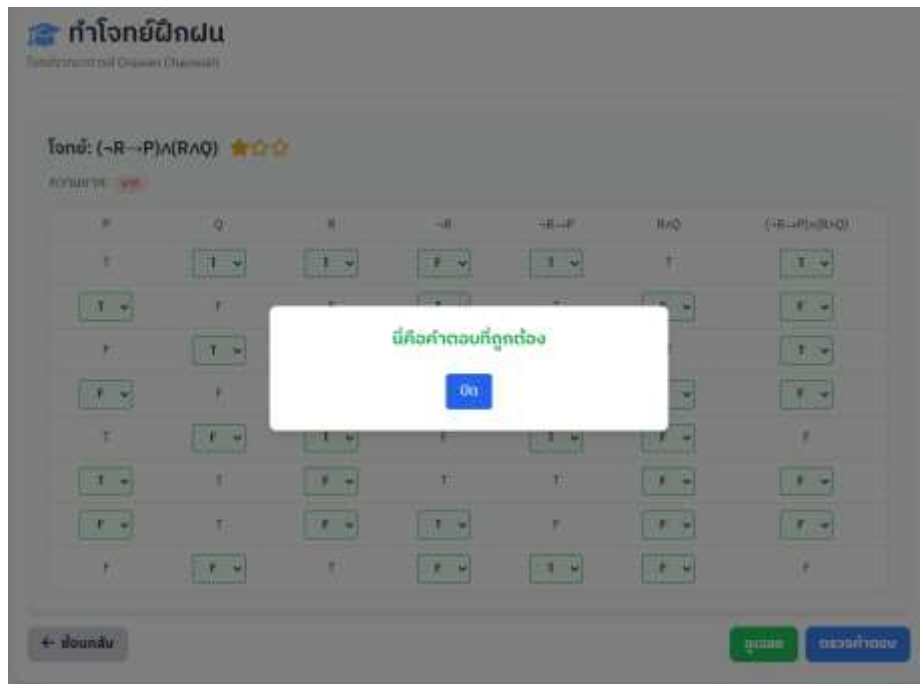 ทำโจทย์ฝึกฝน
โจทย์: (¬R→P)∧(R∧Q)
P Q R ¬R ¬R→P R∧Q (¬R→P)∧(R∧Q)
T T T F T T T
T F
F T T
F F F
T F T F T F F
T T F T T F F
F T F T F F F
F F T F T F F
นี่คือคำตอบที่ถูกต้อง
ปิด
← ย้อนกลับ
ดูเฉลย ตรวจคำตอบ